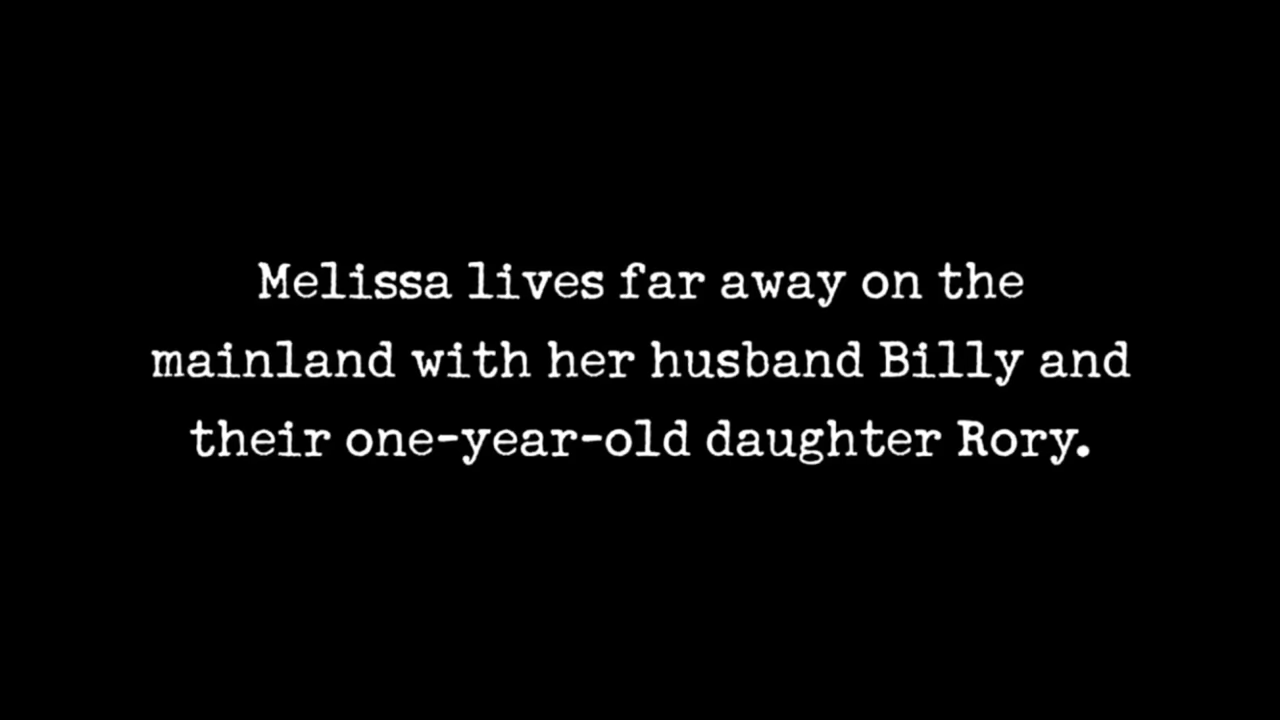 Melissa lives far away on the
mainland with her husband Billy and
their one-year-old daughter Rory.